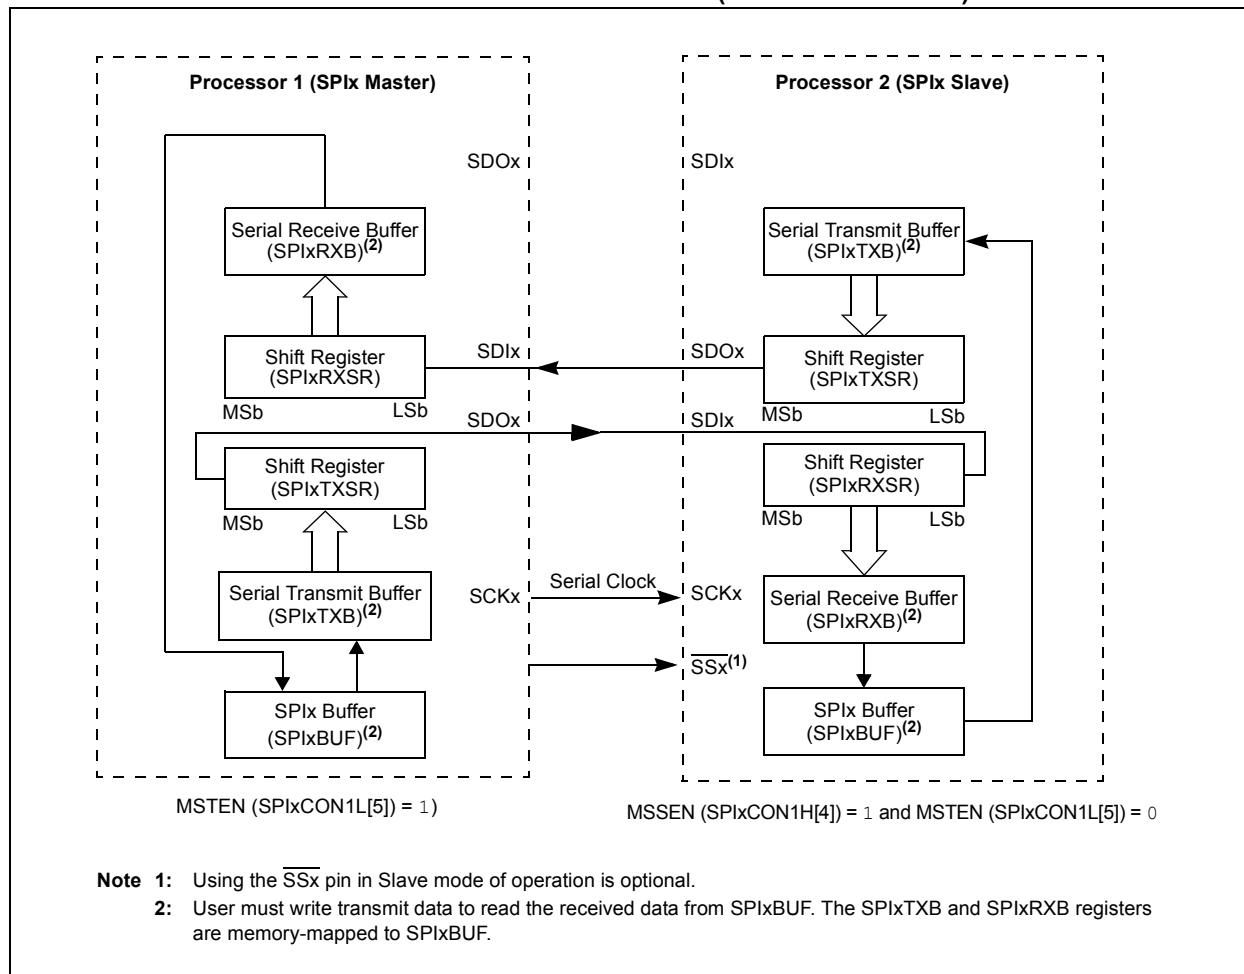 Processor 1 (SPIx Master)
Processor 2 (SPIx Slave)
SDOx
SDIx
Serial Receive Buffer
(SPIxRXB)(2)
Serial Transmit Buffer
(SPIxTXB)(2)
Shift Register
(SPIxRXSR)
SDIx
SDOx
Shift Register
(SPIxTXSR)
MSb
LSb
MSb
LSb
SDOx
SDIx
Shift Register
(SPIxTXSR)
Shift Register
(SPIxRXSR)
MSb
LSb
MSb
LSb
Serial Transmit Buffer
(SPIxTXB)(2)
SCKx
Serial Clock
SCKx
Serial Receive Buffer
(SPIxRXB)(2)
SSx(1)
SPIx Buffer
(SPIxBUF)(2)
SPIx Buffer
(SPIxBUF)(2)
MSTEN (SPIxCON1L[5]) = 1)
MSSEN (SPIxCON1H[4]) = 1 and MSTEN (SPIxCON1L[5]) = 0
Note 1: Using the SSx pin in Slave mode of operation is optional.
2: User must write transmit data to read the received data from SPIxBUF. The SPIxTXB and SPIxRXB registers
are memory-mapped to SPIxBUF.